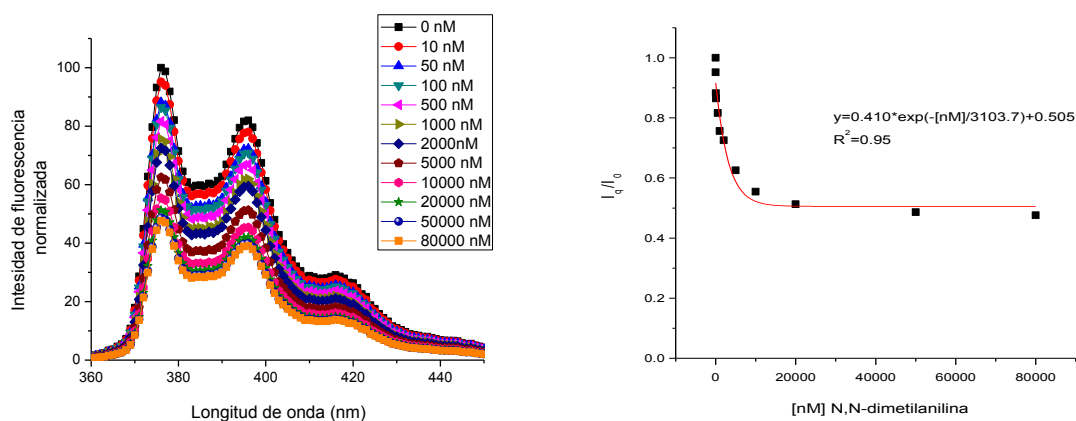 Intesidad de fluorescencia
normalizada
100
80
60
40
20
0
360
380
400
420
440
Longitud de onda (nm)
0 nM
10 nM
50 nM
100 nM
500 nM
1000 nM
2000nM
5000 nM
10000 nM
20000 nM
50000 nM
80000 nM
Iq/I0
1.0
0.8
0.6
0.4
0.2
0.0
y=0.410*exp(-[nM]/3103.7)+0.505
R²=0.95
0
20000
40000
60000
80000
[nM] N,N-dimetilanilina